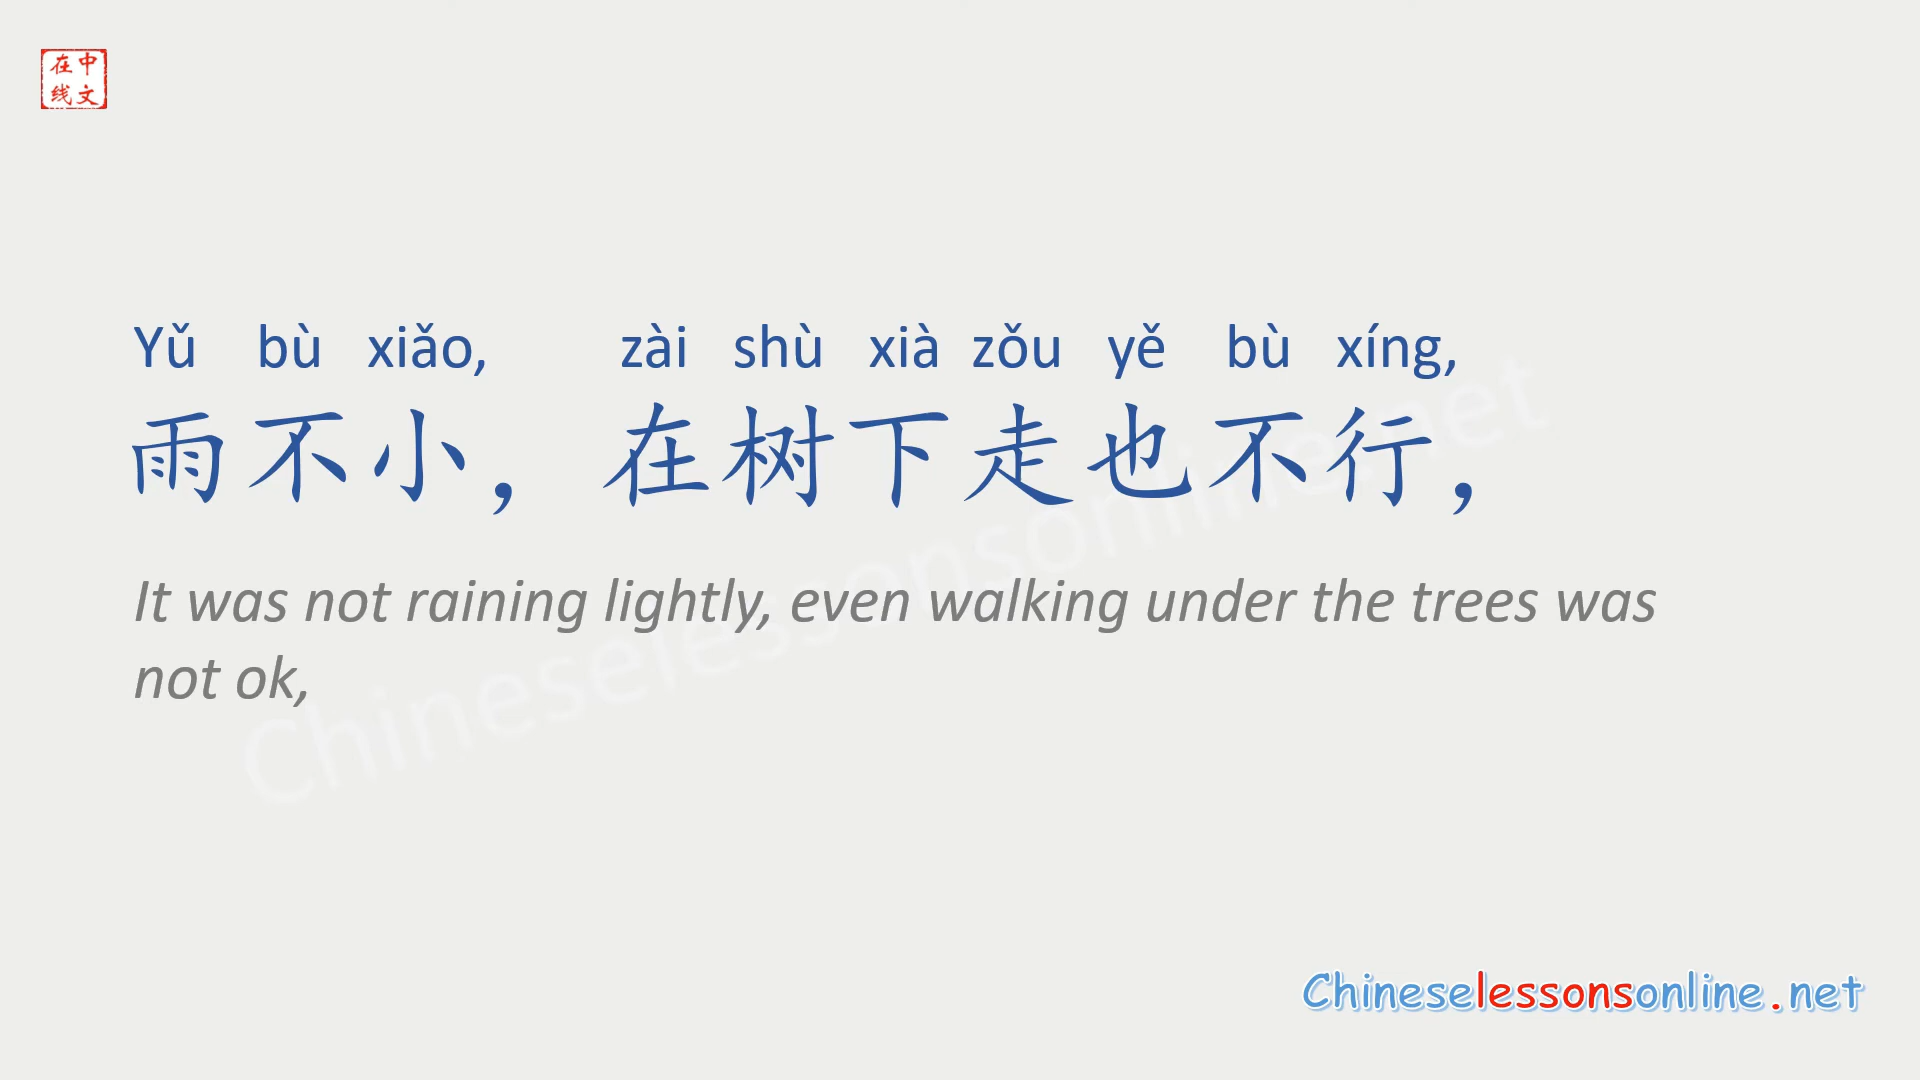 在中
线文
Yǔ bù xiǎo, zài shù xià zǒu yě bù xíng,
雨不小，在树下走也不行，
It was not raining lightly, even walking under the trees was
not ok,
Chineselessonsonline.net
Chineselessonsonline.net